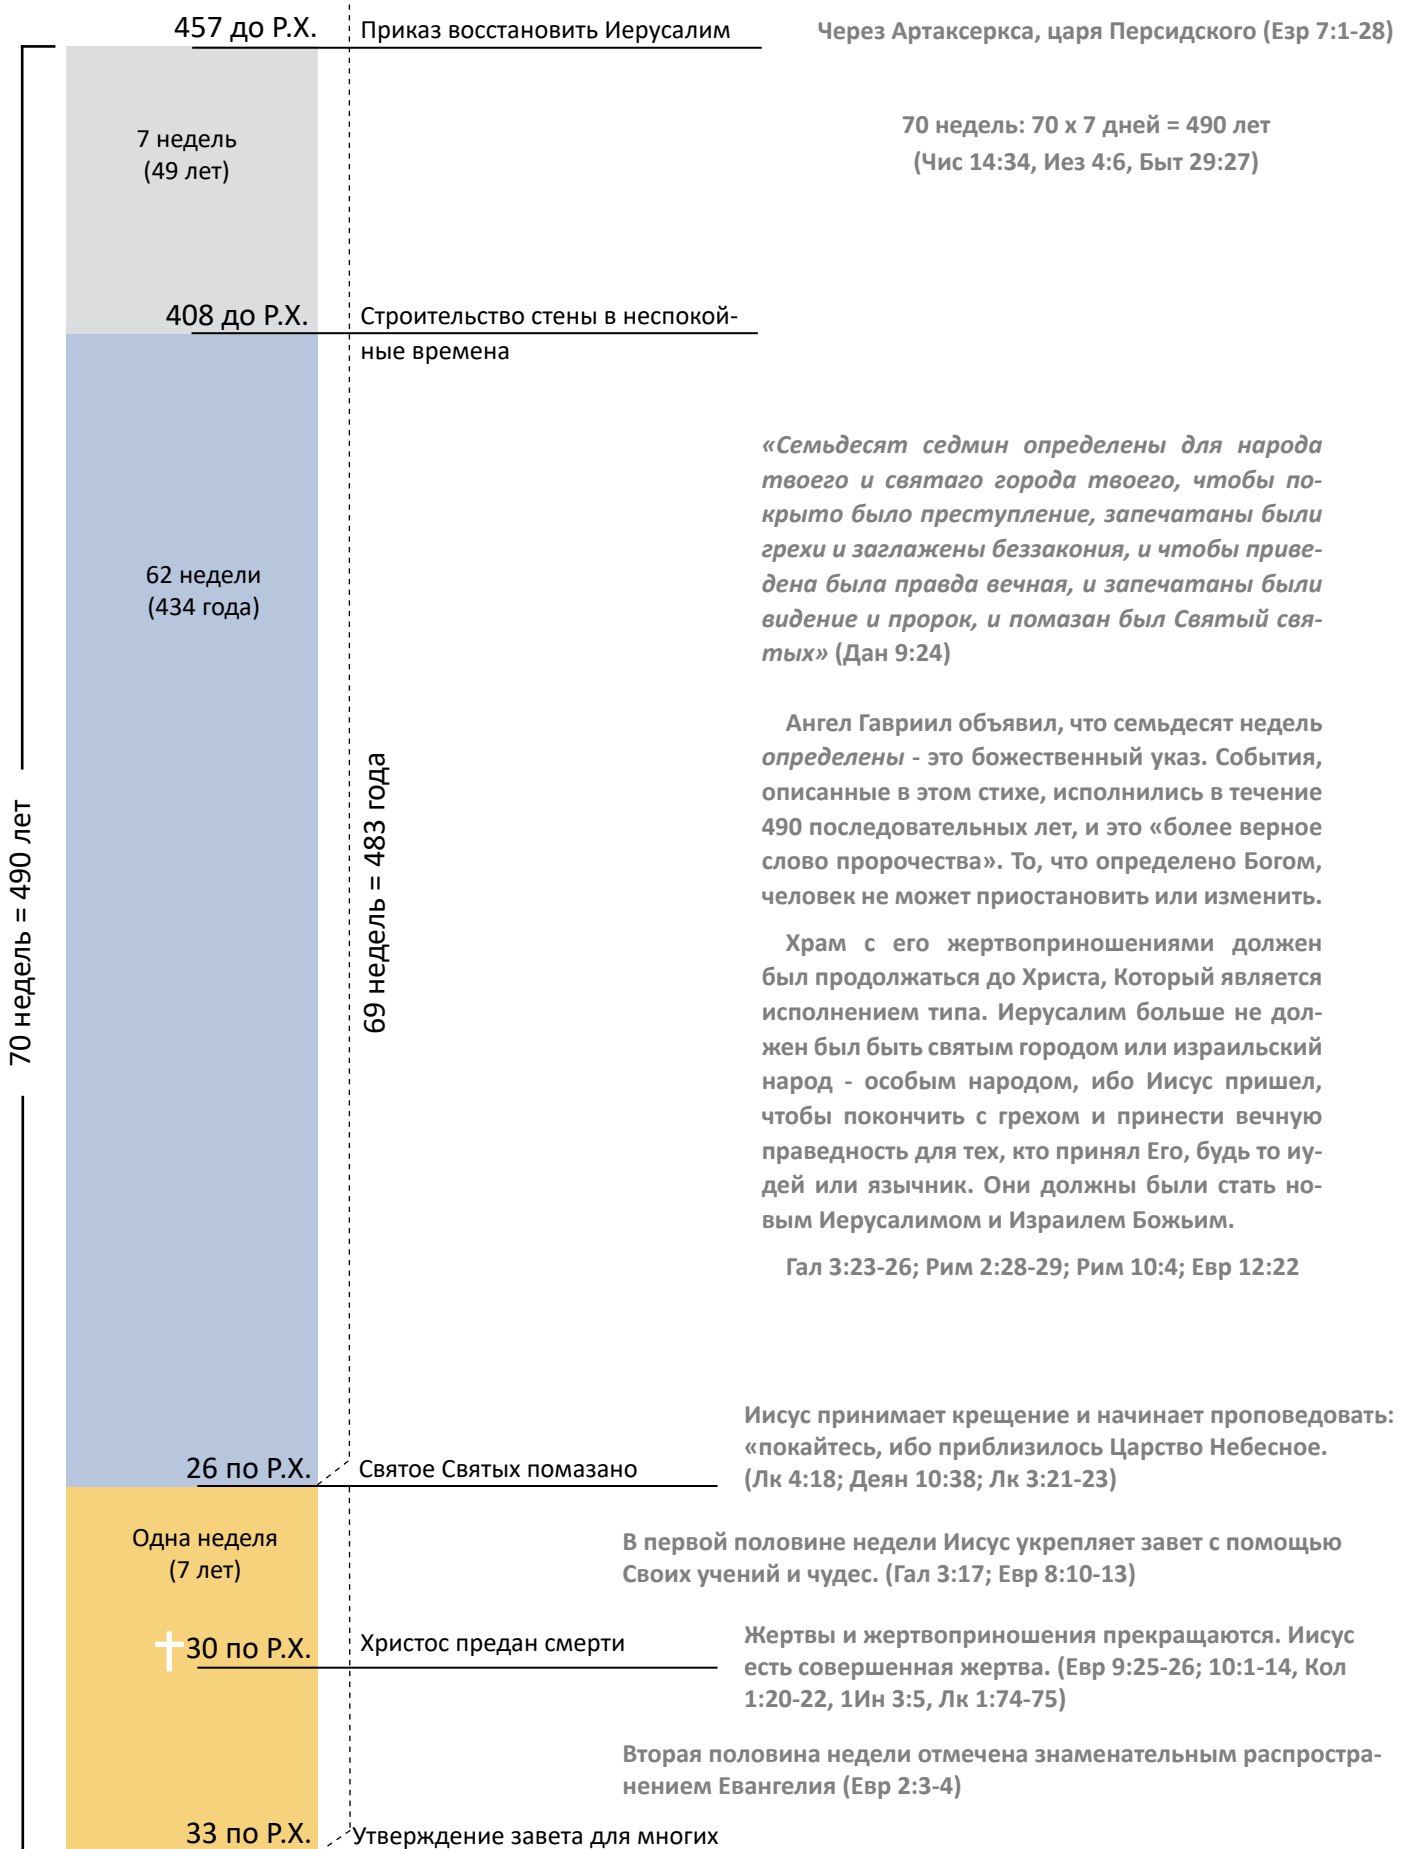 457 до Р.Х.
Приказ восстановить Иерусалим
Через Артаксеркса, царя Персидского (Езр 7:1-28)
7 недель
(49 лет)
70 недель: 70 x 7 дней = 490 лет
(Чис 14:34, Иез 4:6, Быт 29:27)
408 до Р.Х.
Строительство стены в неспокой-
ные времена
62 недели
(434 года)
70 недель = 490 лет
69 недель = 483 года
«Семьдесят седмин определены для народа
твоего и святаго города твоего, чтобы по-
крыто было преступление, запечатаны были
грехи и заглажены беззакония, и чтобы приве-
дена была правда вечная, и запечатаны были
видение и пророк, и помазан был Святый свя-
тых» (Дан 9:24)
Ангел Гавриил объявил, что семьдесят недель
определены - это божественный указ. События,
описанные в этом стихе, исполнились в течение
490 последовательных лет, и это «более верное
слово пророчества». То, что определено Богом,
человек не может приостановить или изменить.
Храм с его жертвоприношениями должен
был продолжаться до Христа, Который является
исполнением типа. Иерусалим больше не дол-
жен был быть святым городом или израильский
народ - особым народом, ибо Иисус пришел,
чтобы покончить с грехом и принести вечную
праведность для тех, кто принял Его, будь то иу-
дей или язычник. Они должны были стать но-
вым Иерусалимом и Израилем Божьим.
Гал 3:23-26; Рим 2:28-29; Рим 10:4; Евр 12:22
26 по Р.Х.
Святое Святых помазано
Иисус принимает крещение и начинает проповедовать:
«покайтесь, ибо приблизилось Царство Небесное.
(Лк 4:18; Деян 10:38; Лк 3:21-23)
Одна неделя
(7 лет)
В первой половине недели Иисус укрепляет завет с помощью
Своих учений и чудес. (Гал 3:17; Евр 8:10-13)
30 по Р.Х.
Христос предан смерти
Жертвы и жертвоприношения прекращаются. Иисус
есть совершенная жертва. (Евр 9:25-26; 10:1-14, Кол
1:20-22, 1Ин 3:5, Лк 1:74-75)
Вторая половина недели отмечена знаменательным распростра-
нением Евангелия (Евр 2:3-4)
33 по Р.Х.
Утверждение завета для многих